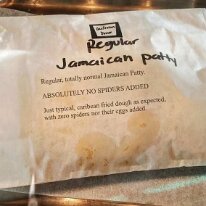 Regular
Jamaican patty
Regular, totally normal Jamaican Patty.
ABSOLUTELY NO SPIDERS ADDED
Just typical, caribean fried dough as expected,
with zero spiders nor their eggs added.